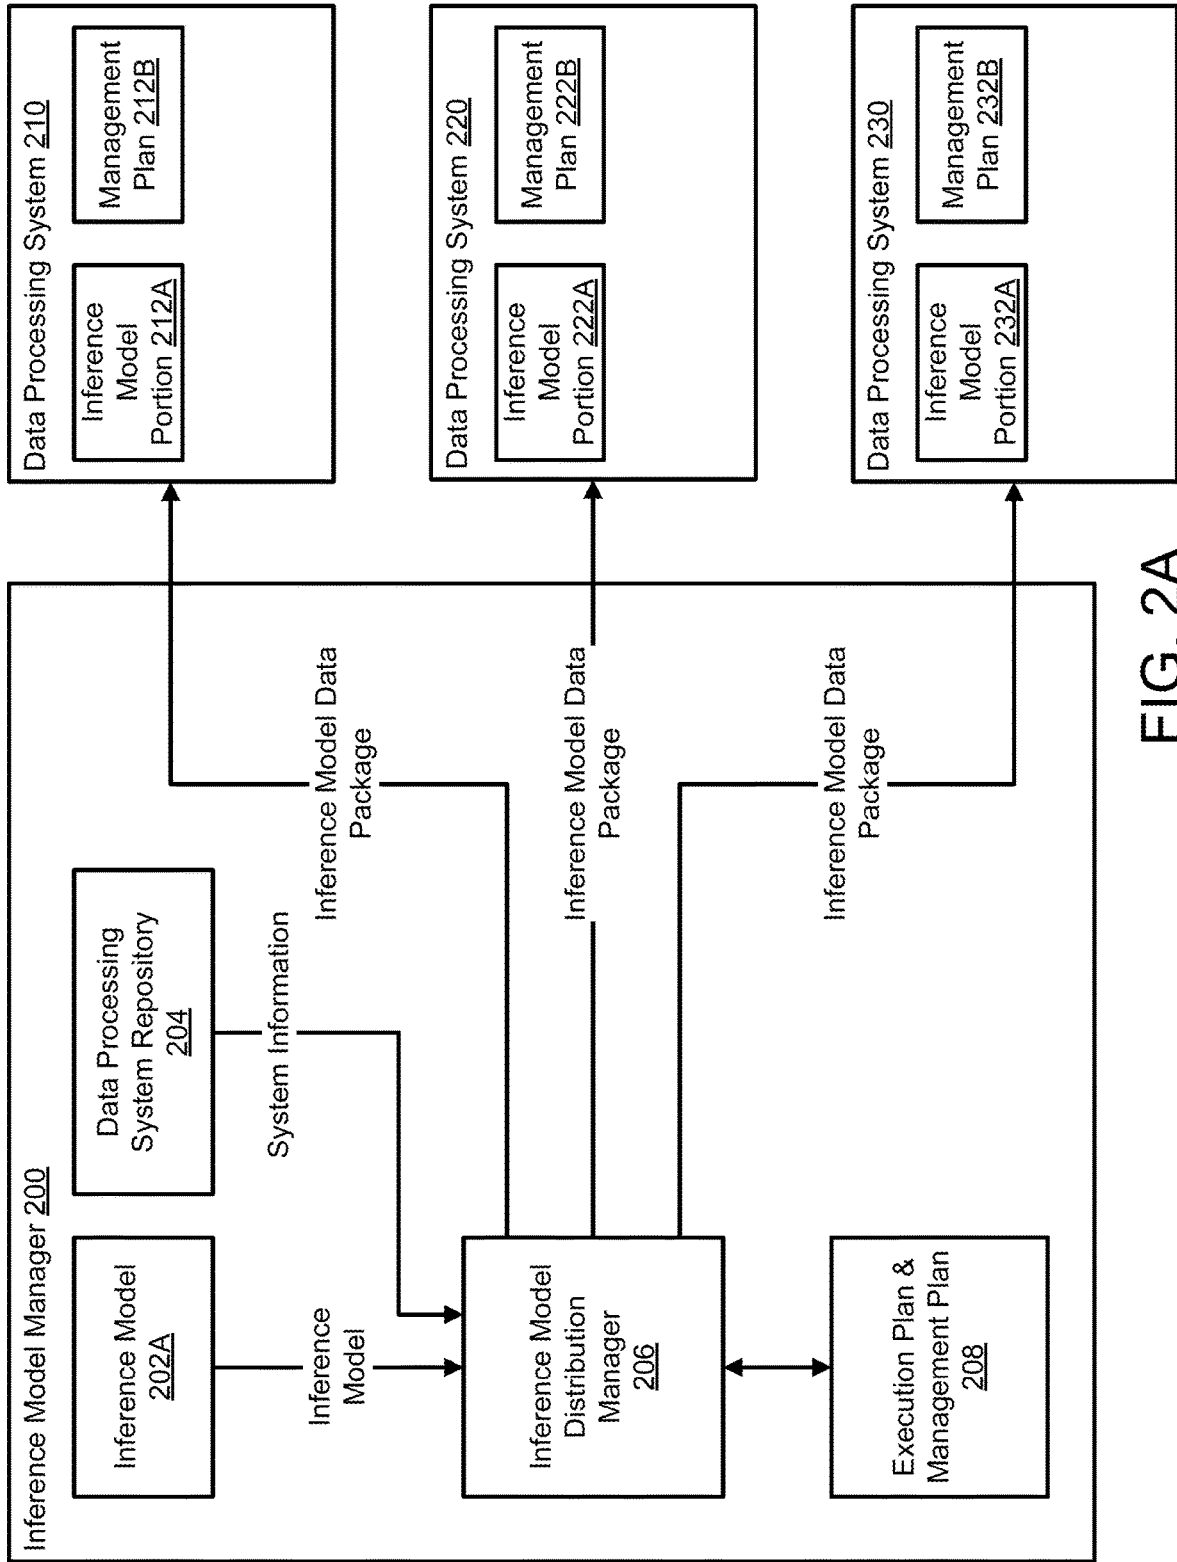 Inference Model Manager 200
Inference Model
202A
Data Processing
System Repository
204
Inference
Model
System Information
Inference Model
Distribution
Manager
206
Execution Plan &
Management Plan
208
Inference Model Data
Package
Inference Model Data
Package
Inference Model Data
Package
Data Processing System 210
Inference
Model
Portion 212A
Management
Plan 212B
Data Processing System 220
Inference
Model
Portion 222A
Management
Plan 222B
Data Processing System 230
Inference
Model
Portion 232A
Management
Plan 232B
FIG. 2A